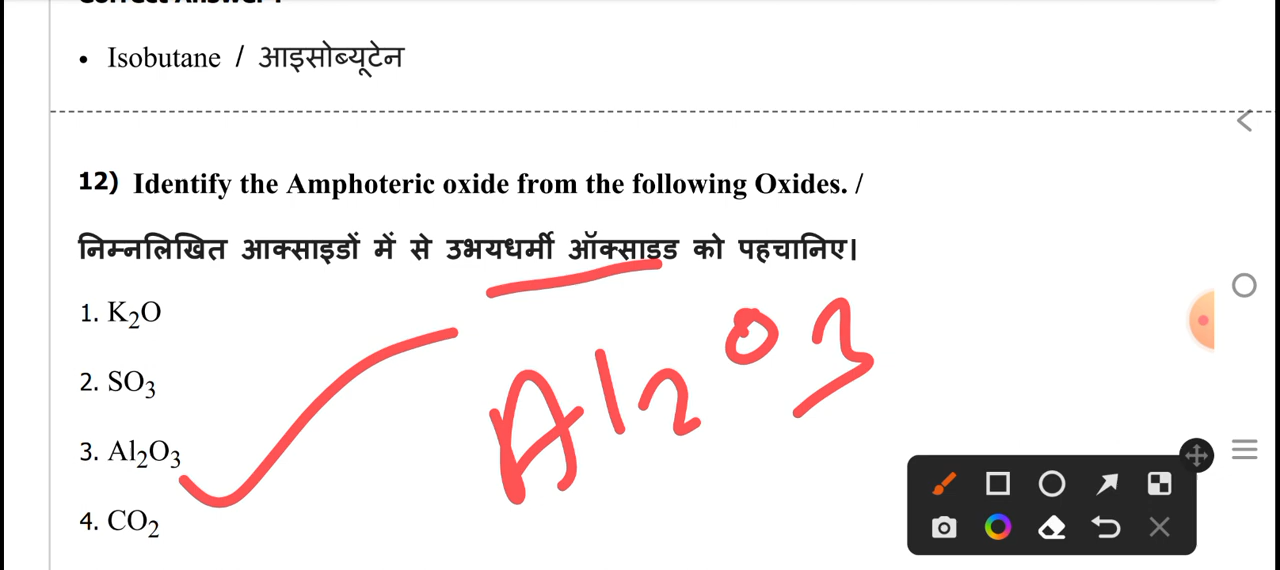 • Isobutane / आइसोब्यूटेन
12) Identify the Amphoteric oxide from the following Oxides. /
निम्नलिखित आक्साइडों में से उभयधर्मी ऑक्साइड को पहचानिए।
1. K₂O
2. SO₃
3. Al₂O₃
4. CO₂
Al₂O₃